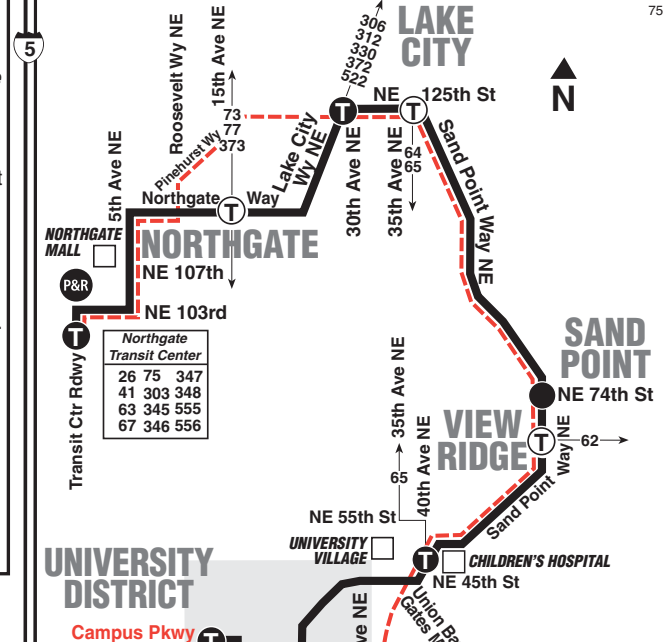 75
5
306
312
330
372
522
LAKE
CITY
N
Roosevelt Wy NE
15th Ave NE
5th Ave NE
73
77
373
Pinehurst Wy
Lake City
Wy NE
NE 125th St
30th Ave NE
35th Ave NE
64
65
Sand Point Way NE
Northgate Way
NORTHGATE
MALL
NORTHGATE
NE 107th
P&R
NE 103rd
T
T
T
T
Transit Ctr Rdwy
Northgate
Transit Center
26 75 347
41 303 348
63 345 555
67 346 556
SAND
POINT
NE 74th St
VIEW
RIDGE
T
62
Sand Point
Way NE
35th Ave NE
40th Ave NE
65
NE 55th St
UNIVERSITY
VILLAGE
T
CHILDREN'S HOSPITAL
NE 45th St
UNIVERSITY
DISTRICT
Campus Pkwy
T